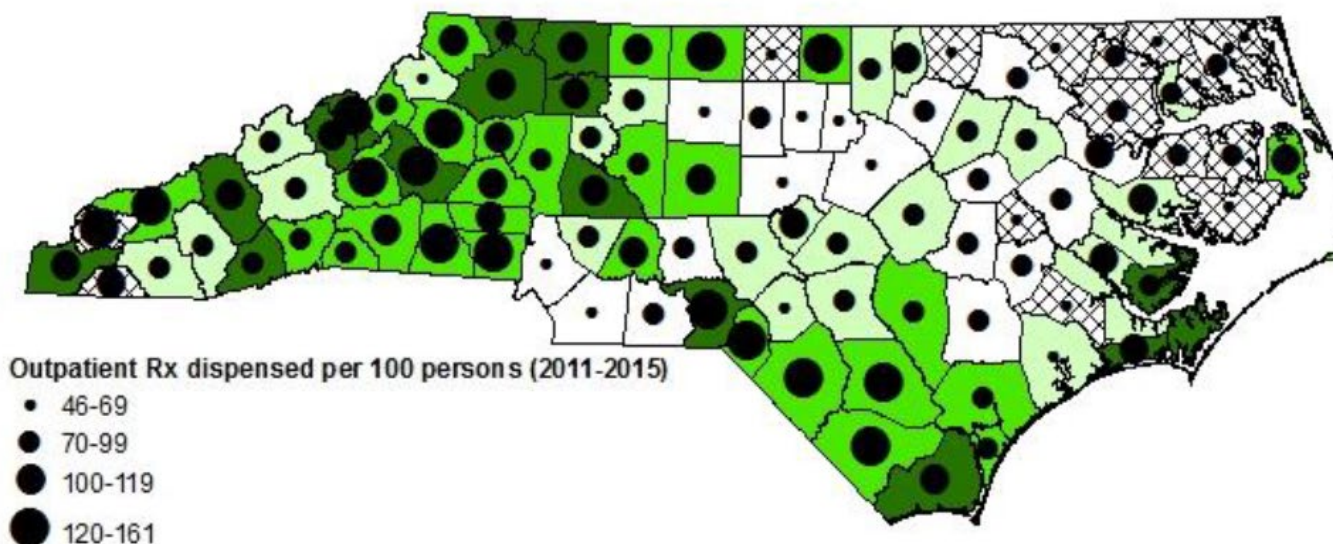 Outpatient Rx dispensed per 100 persons (2011-2015)
46-69
70-99
100-119
120-161